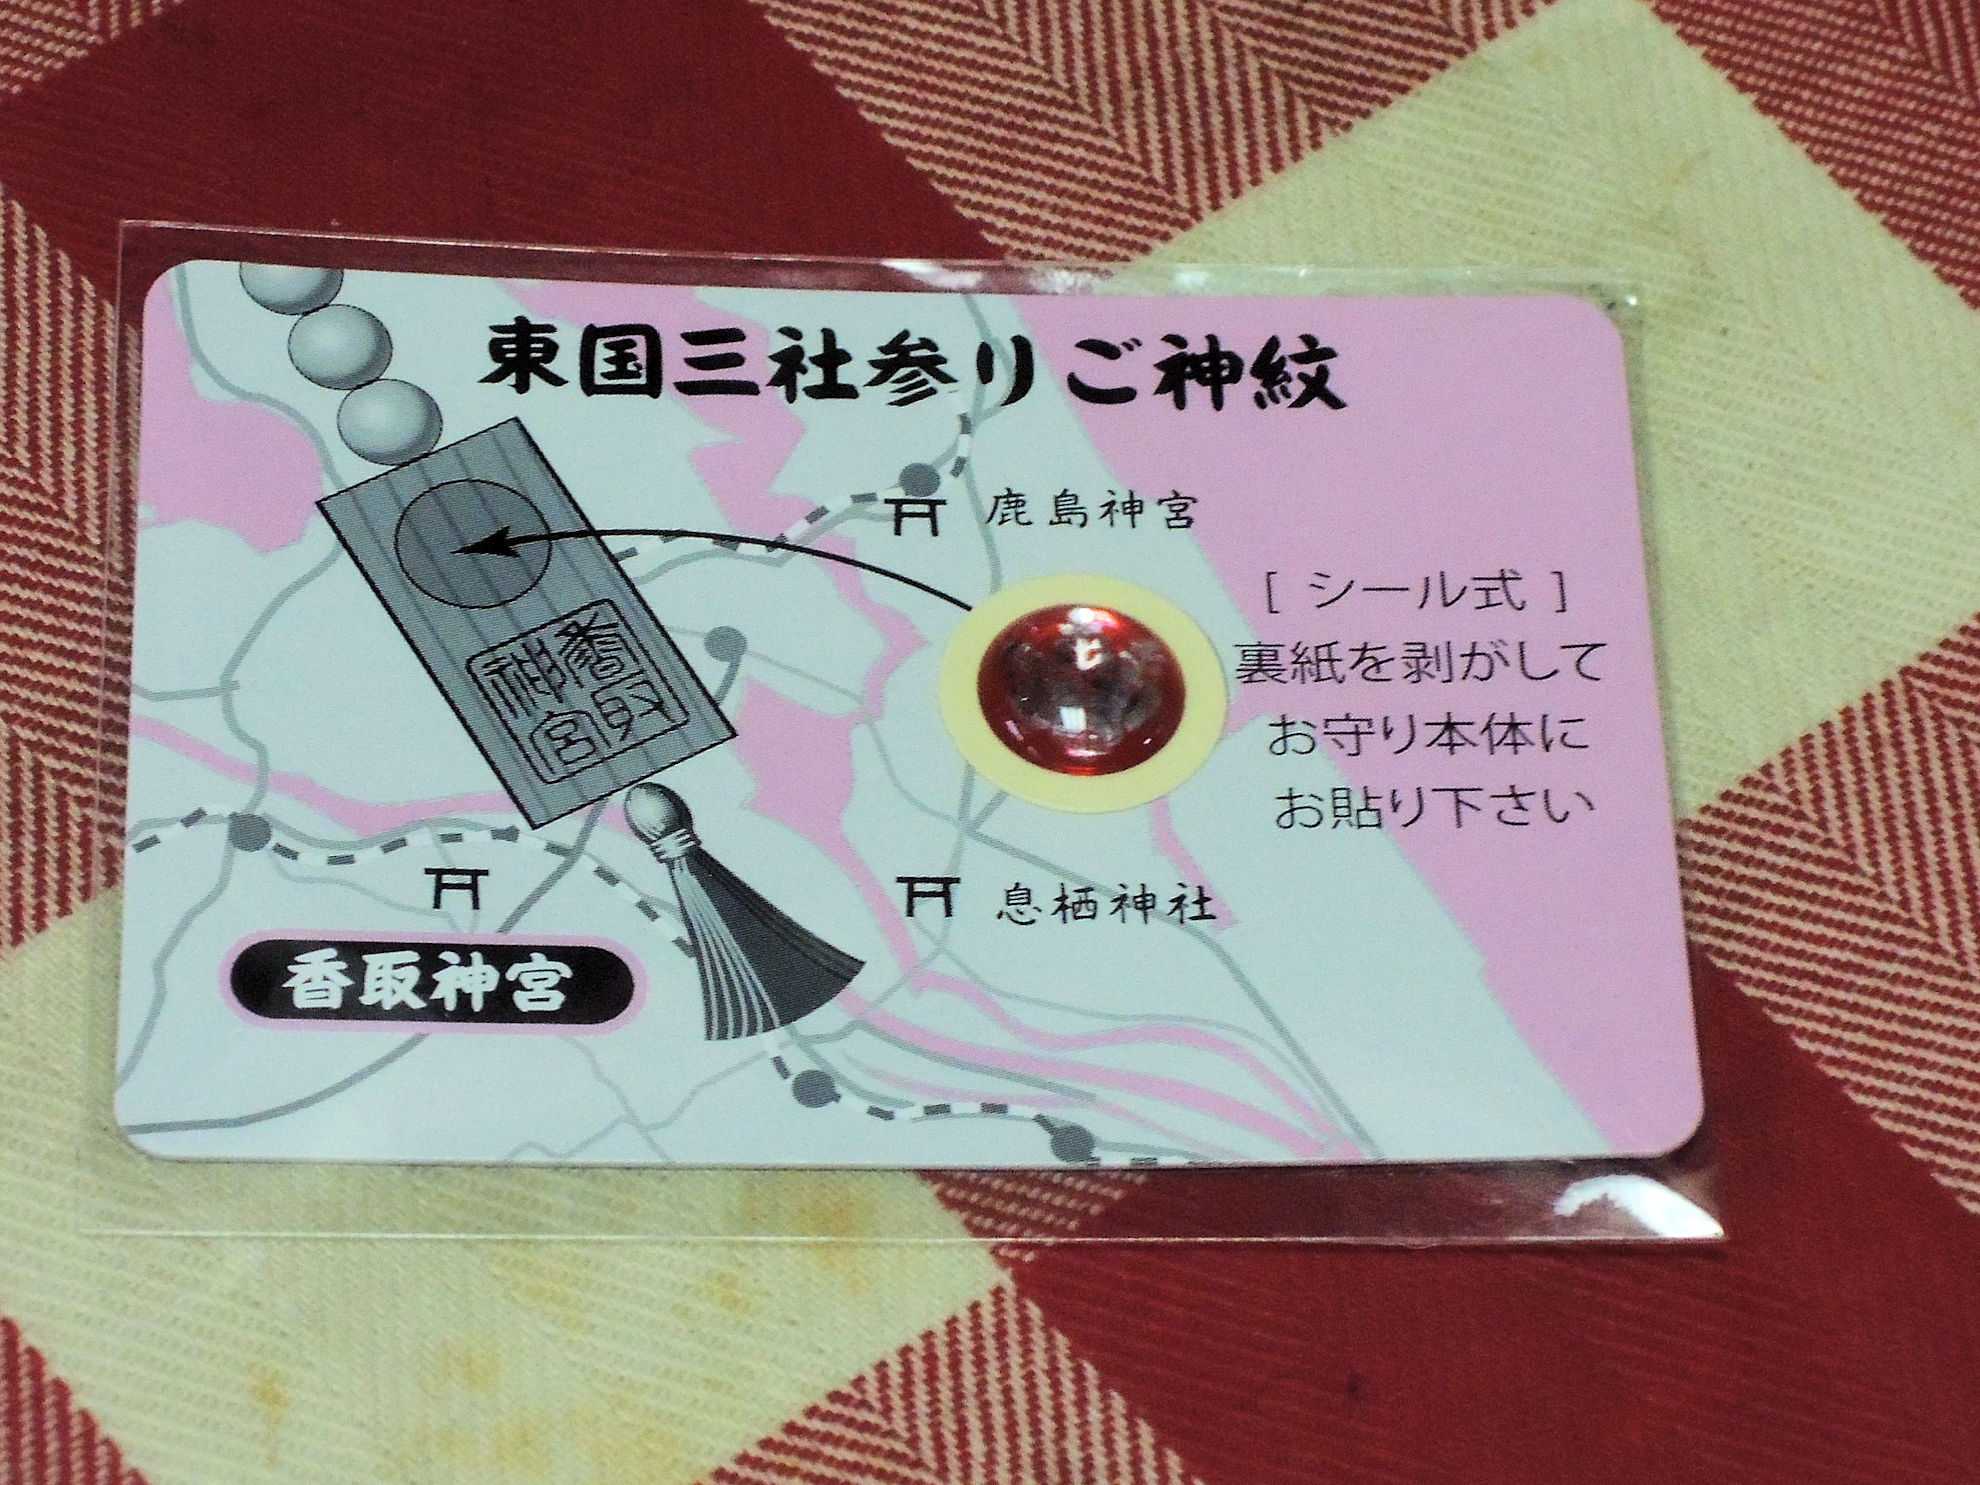 東国三社参りご神紋
鹿島神宮
[ シール式 ]
裏紙を剥がして
お守り本体に
お貼り下さい
香取
神宮
息栖神社
香取神宮